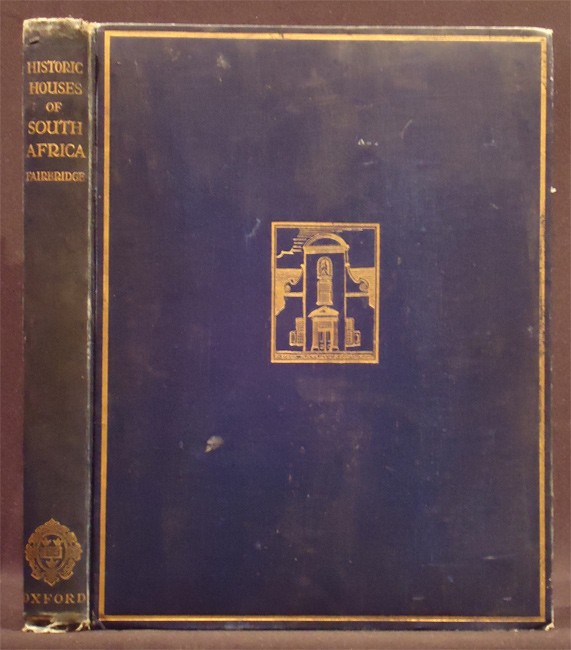 HISTORIC
HOUSES
OF
SOUTH
AFRICA
FAIRBRIDGE
OXFORD